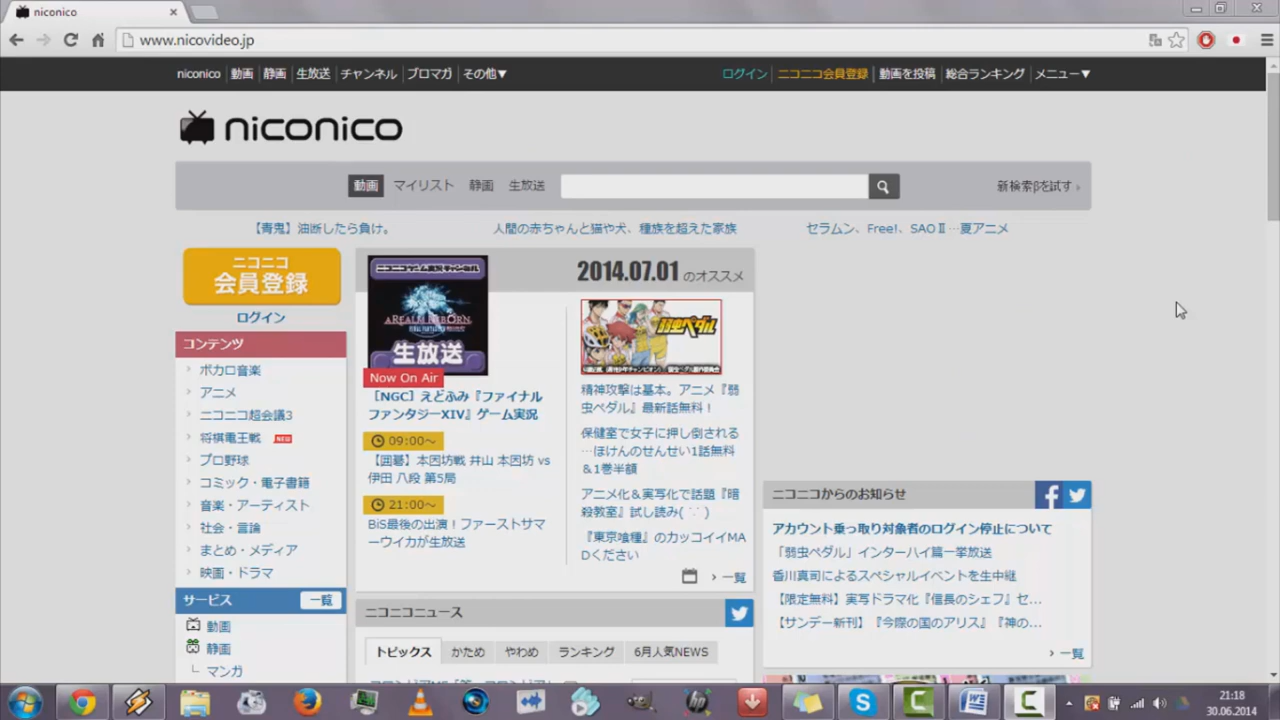 niconico
www.nicovideo.jp
niconico 動画 静画 生放送 チャンネル ブロマガ その他▼ ログイン ニコニコ会員登録 動画を投稿 総合ランキング メニュー▼
niconico
動画 マイリスト 静画 生放送 新検索βを試す
【青鬼】油断したら負け。 人間の赤ちゃんと猫や犬、種族を超えた家族 セラムン、Free!、SAOⅡ…夏アニメ
ニコニコ
会員登録
ログイン
コンテンツ
ボカロ音楽
アニメ
ニコニコ超会議3
将棋電王戦
プロ野球
コミック・電子書籍
音楽・アーティスト
社会・言論
まとめ・メディア
映画・ドラマ
サービス 一覧
動画
静画
マンガ
2014.07.01 のオススメ
ニコニコゲーム実況チャンネル
A REALM REBORN
生放送
Now On Air
［NGC］えどふみ『ファイナル
ファンタジーXIV』ゲーム実況
09:00～
【囲碁】本因坊戦 井山 本因坊 vs
伊田 八段 第5局
21:00～
BiS最後の出演！ファーストサマ
ーウイカが生放送
弱虫ペダル
精神攻撃は基本。アニメ『弱
虫ペダル』最新話無料！
保健室で女子に押し倒される
…ほけんのせんせい1話無料
＆1巻半額
アニメ化＆実写化で話題『暗
殺教室』試し読み( ˙˙ )
『東京喰種』のカッコイイMA
Dください
一覧
ニコニコニュース
トピックス かため やわめ ランキング 6月人気NEWS
ニコニコからのお知らせ
アカウント乗っ取り対象者のログイン停止について
「弱虫ペダル」インターハイ篇一挙放送
香川真司によるスペシャルイベントを生中継
【限定無料】実写ドラマ化『信長のシェフ』セ...
【サンデー新刊】『今際の国のアリス』『神の...
一覧
21:18
30.06.2014